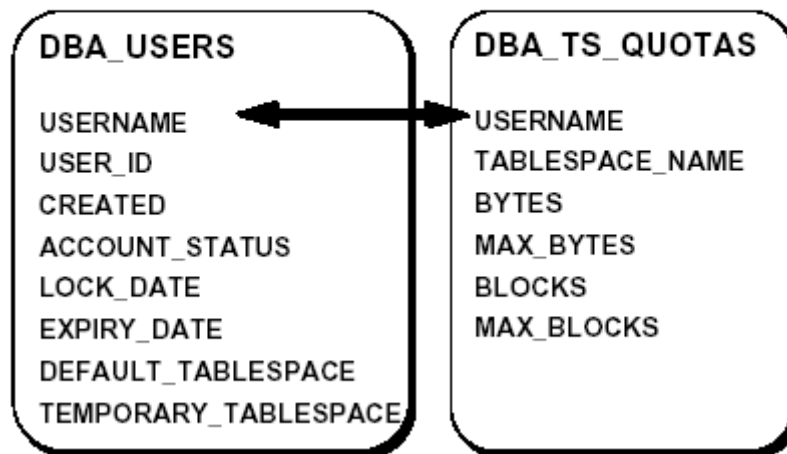 DBA_USERS
USERNAME
USER_ID
CREATED
ACCOUNT_STATUS
LOCK_DATE
EXPIRY_DATE
DEFAULT_TABLESPACE
TEMPORARY_TABLESPACE
DBA_TS_QUOTAS
USERNAME
TABLESPACE_NAME
BYTES
MAX_BYTES
BLOCKS
MAX_BLOCKS